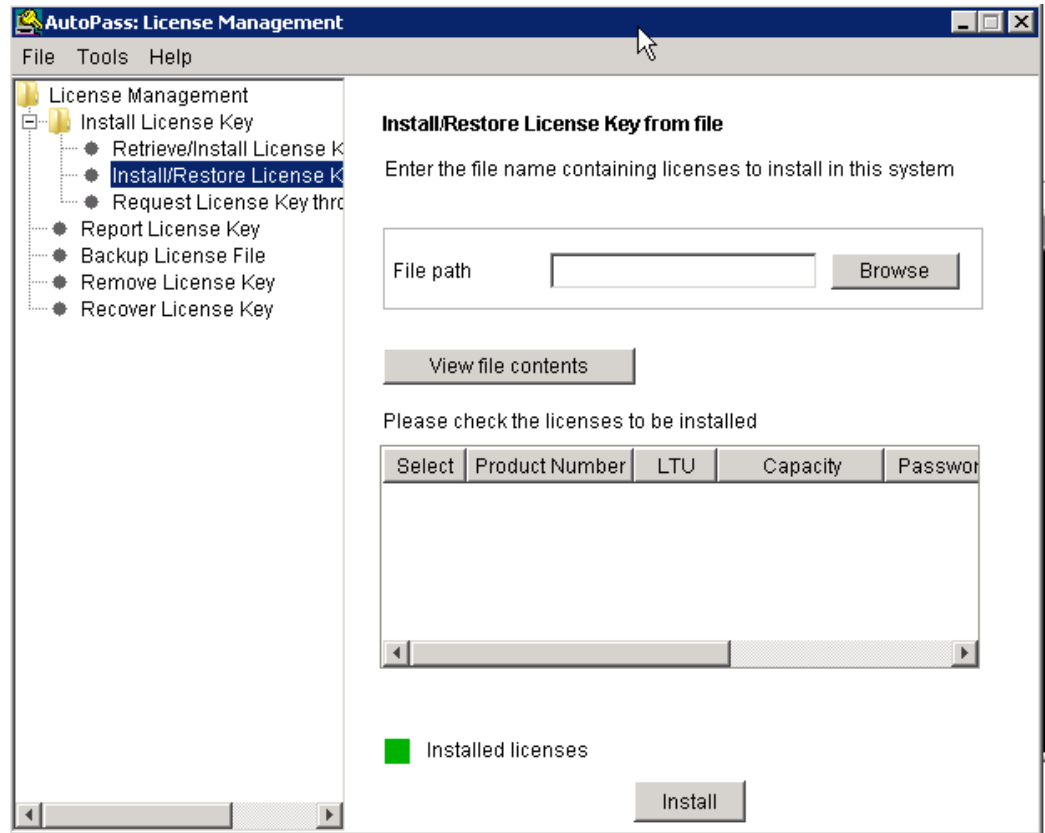 AutoPass: License Management
File Tools Help
License Management
Install License Key
Retrieve/Install License K
Install/Restore License K
Request License Key thro
Report License Key
Backup License File
Remove License Key
Recover License Key
Install/Restore License Key from file
Enter the file name containing licenses to install in this system
File path
Browse
View file contents
Please check the licenses to be installed
Select Product Number LTU Capacity Passwor
Installed licenses
Install